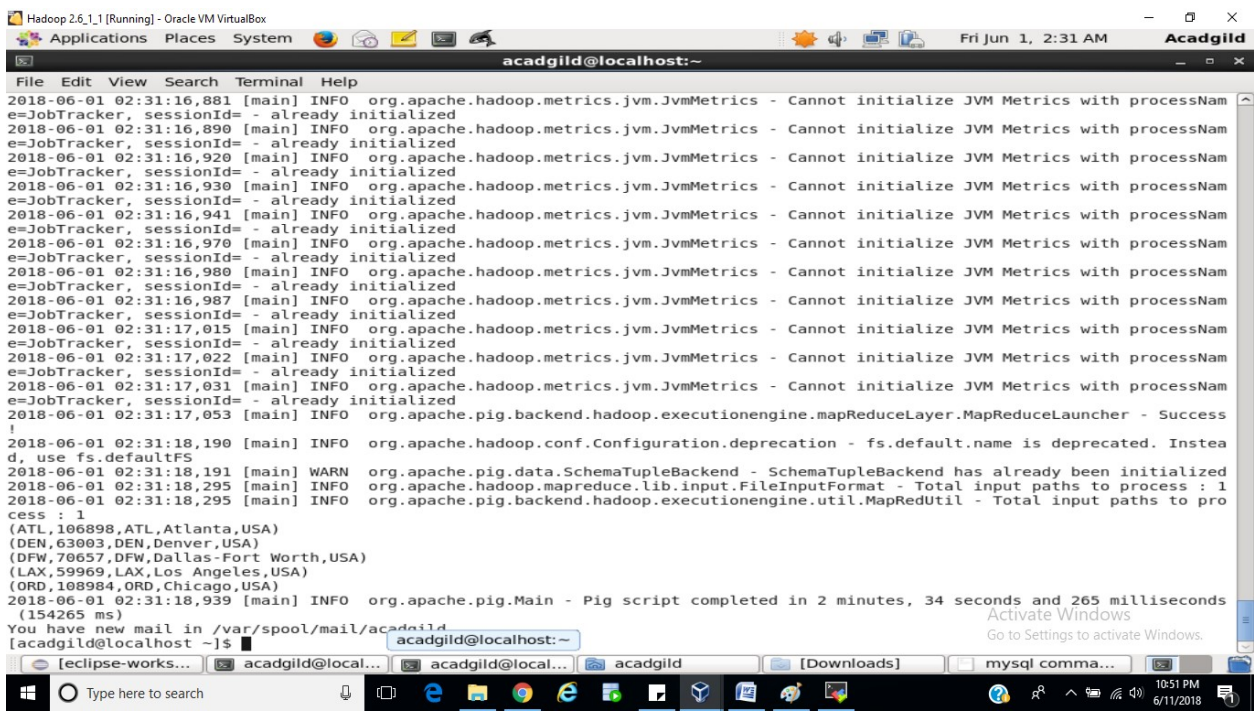 Hadoop 2.6_1_1 [Running] - Oracle VM VirtualBox
Applications Places System Fri Jun 1, 2:31 AM Acadgild
acadgild@localhost:~
File Edit View Search Terminal Help
2018-06-01 02:31:16,881 [main] INFO org.apache.hadoop.metrics.jvm.JvmMetrics - Cannot initialize JVM Metrics with processNam
e=JobTracker, sessionId= - already initialized
2018-06-01 02:31:16,890 [main] INFO org.apache.hadoop.metrics.jvm.JvmMetrics - Cannot initialize JVM Metrics with processNam
e=JobTracker, sessionId= - already initialized
2018-06-01 02:31:16,920 [main] INFO org.apache.hadoop.metrics.jvm.JvmMetrics - Cannot initialize JVM Metrics with processNam
e=JobTracker, sessionId= - already initialized
2018-06-01 02:31:16,930 [main] INFO org.apache.hadoop.metrics.jvm.JvmMetrics - Cannot initialize JVM Metrics with processNam
e=JobTracker, sessionId= - already initialized
2018-06-01 02:31:16,941 [main] INFO org.apache.hadoop.metrics.jvm.JvmMetrics - Cannot initialize JVM Metrics with processNam
e=JobTracker, sessionId= - already initialized
2018-06-01 02:31:16,970 [main] INFO org.apache.hadoop.metrics.jvm.JvmMetrics - Cannot initialize JVM Metrics with processNam
e=JobTracker, sessionId= - already initialized
2018-06-01 02:31:16,980 [main] INFO org.apache.hadoop.metrics.jvm.JvmMetrics - Cannot initialize JVM Metrics with processNam
e=JobTracker, sessionId= - already initialized
2018-06-01 02:31:16,987 [main] INFO org.apache.hadoop.metrics.jvm.JvmMetrics - Cannot initialize JVM Metrics with processNam
e=JobTracker, sessionId= - already initialized
2018-06-01 02:31:17,015 [main] INFO org.apache.hadoop.metrics.jvm.JvmMetrics - Cannot initialize JVM Metrics with processNam
e=JobTracker, sessionId= - already initialized
2018-06-01 02:31:17,022 [main] INFO org.apache.hadoop.metrics.jvm.JvmMetrics - Cannot initialize JVM Metrics with processNam
e=JobTracker, sessionId= - already initialized
2018-06-01 02:31:17,031 [main] INFO org.apache.hadoop.metrics.jvm.JvmMetrics - Cannot initialize JVM Metrics with processNam
e=JobTracker, sessionId= - already initialized
2018-06-01 02:31:17,053 [main] INFO org.apache.pig.backend.hadoop.executionengine.mapReduceLayer.MapReduceLauncher - Success
!
2018-06-01 02:31:18,190 [main] INFO org.apache.hadoop.conf.Configuration.deprecation - fs.default.name is deprecated. Instea
d, use fs.defaultFS
2018-06-01 02:31:18,191 [main] WARN org.apache.pig.data.SchemaTupleBackend - SchemaTupleBackend has already been initialized
2018-06-01 02:31:18,295 [main] INFO org.apache.hadoop.mapreduce.lib.input.FileInputFormat - Total input paths to process : 1
2018-06-01 02:31:18,295 [main] INFO org.apache.pig.backend.hadoop.executionengine.util.MapRedUtil - Total input paths to pro
cess : 1
(ATL,106898,ATL,Atlanta,USA)
(DEN,63003,DEN,Denver,USA)
(DFW,70657,DFW,Dallas-Fort Worth,USA)
(LAX,59969,LAX,Los Angeles,USA)
(ORD,108984,ORD,Chicago,USA)
2018-06-01 02:31:18,939 [main] INFO org.apache.pig.Main - Pig script completed in 2 minutes, 34 seconds and 265 milliseconds
(154265 ms)
Activate Windows
You have new mail in /var/spool/mail/acadgild
Go to Settings to activate Windows.
[acadgild@localhost ~]$
acadgild@localhost:~
[eclipse-works... acadgild@local... acadgild@local... acadgild [Downloads] mysql comma...
Type here to search
10:51 PM
6/11/2018